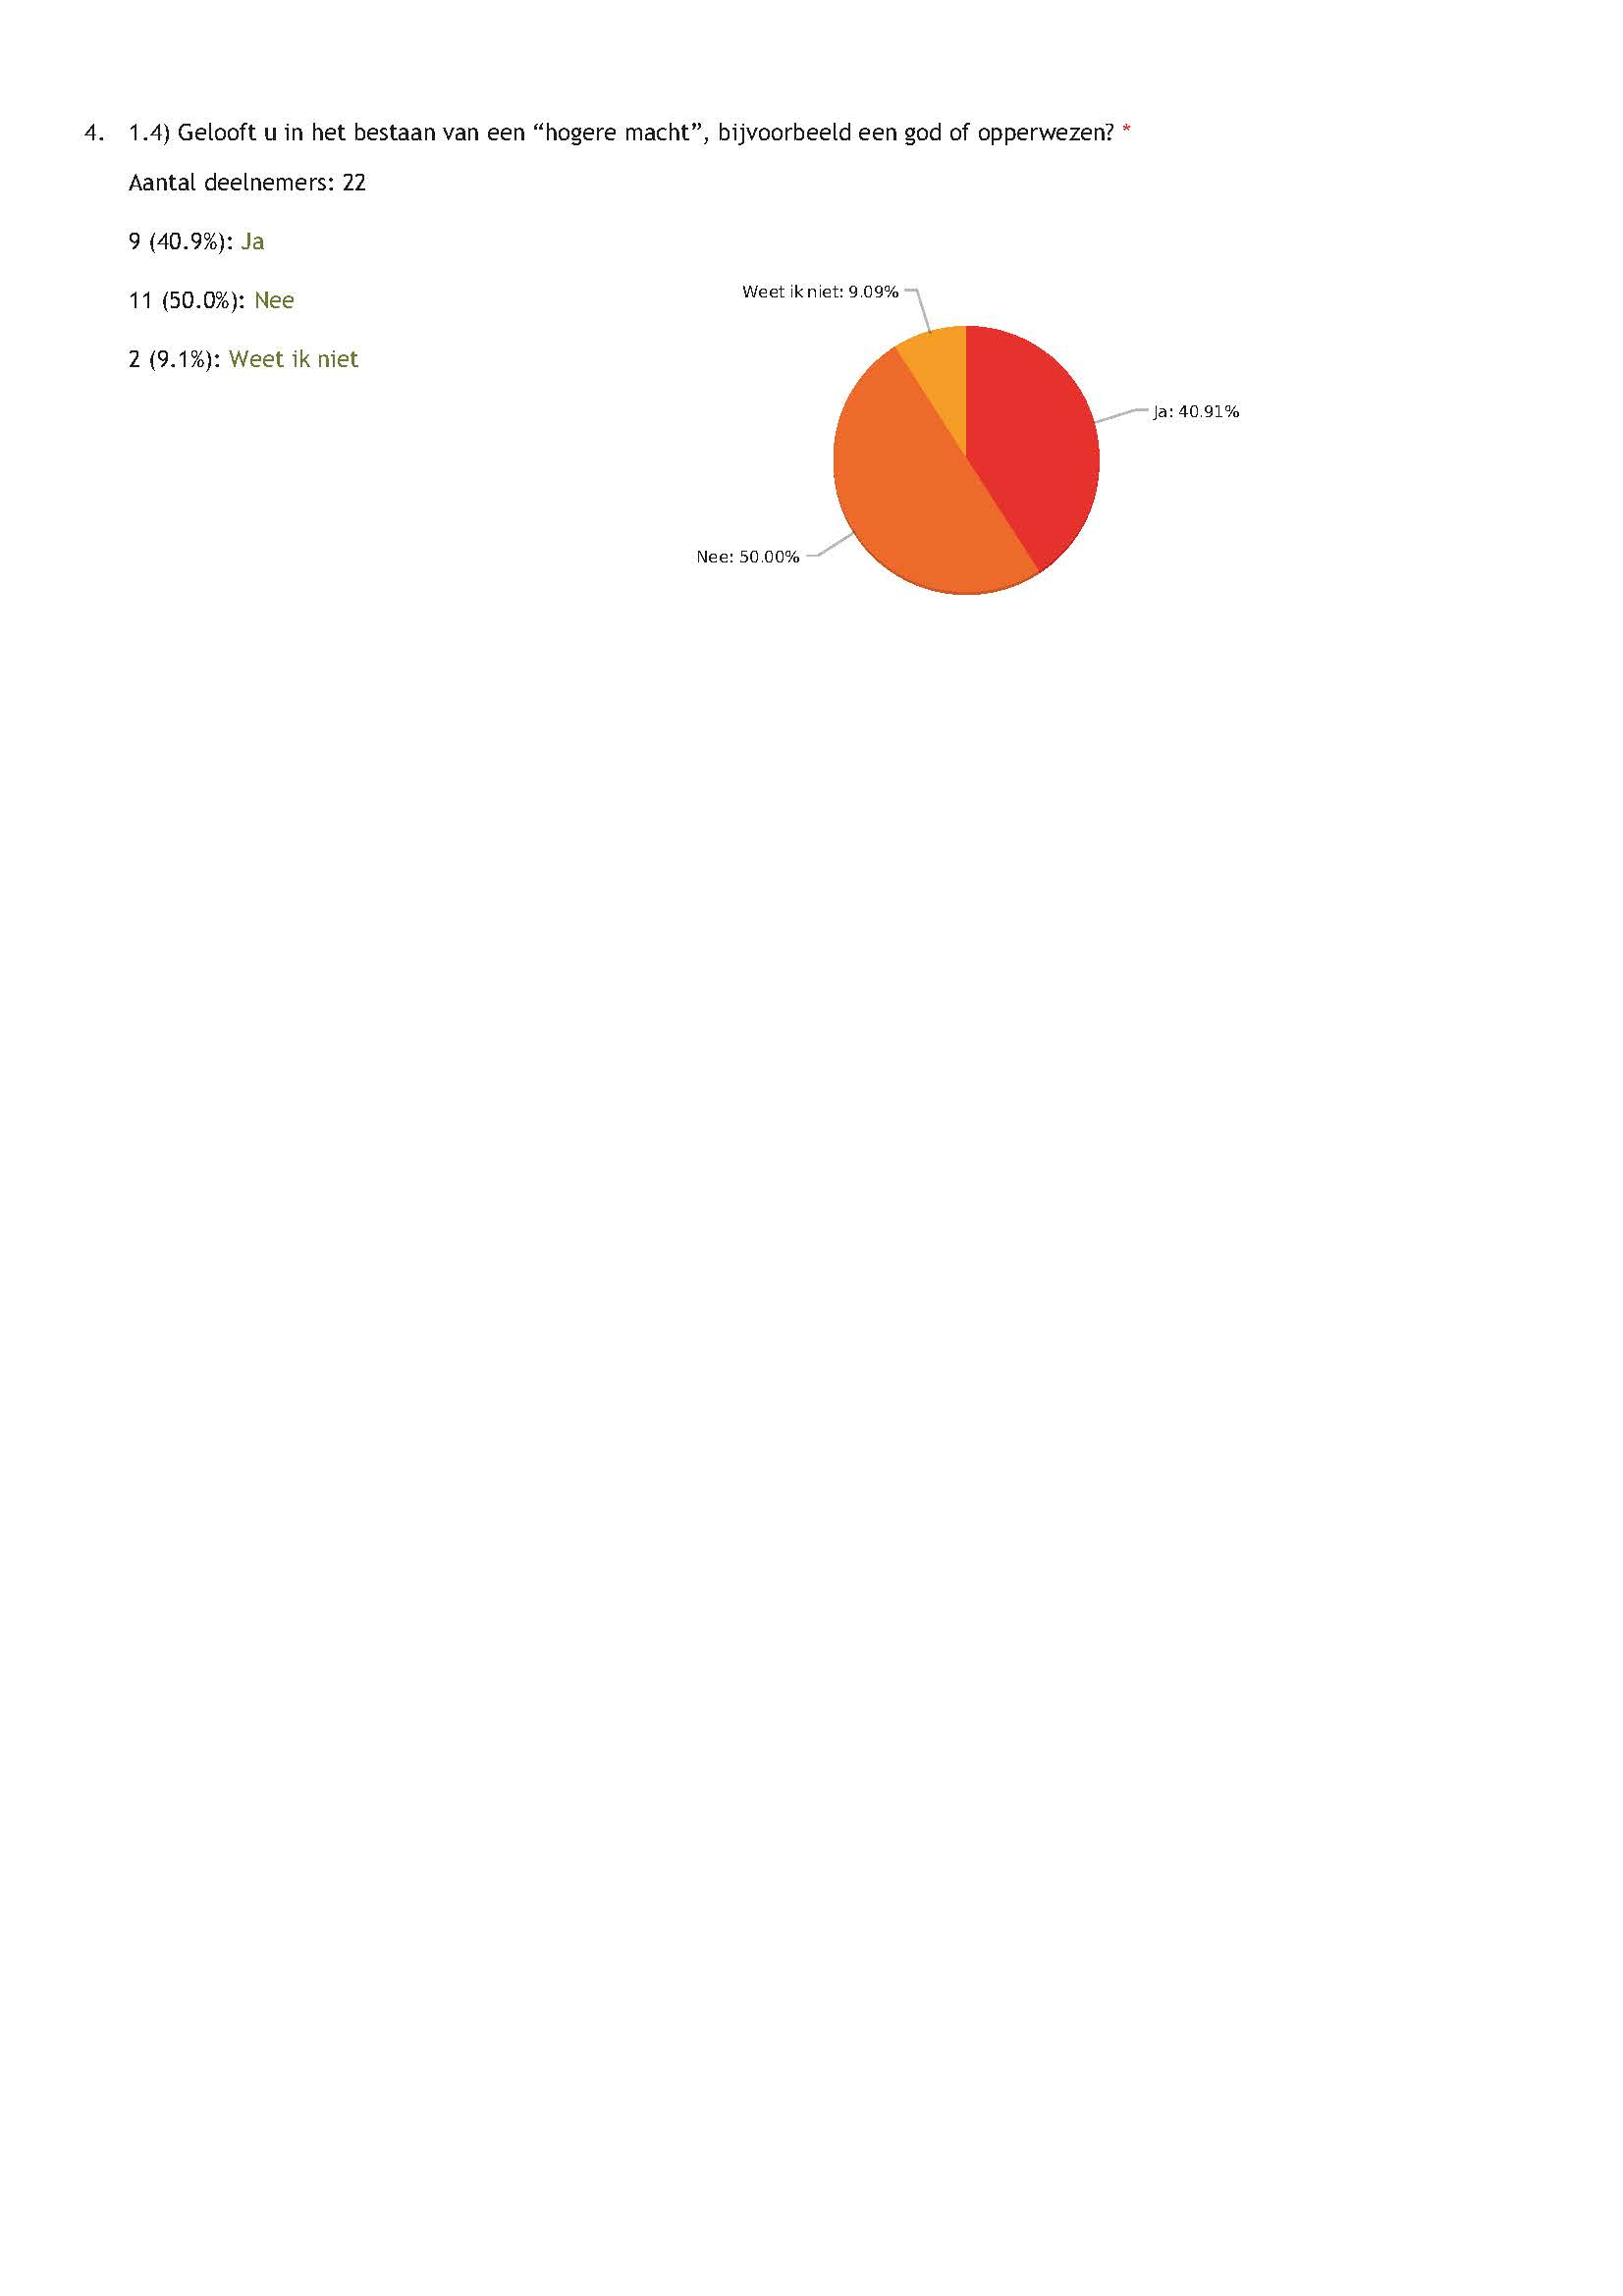 4. 1.4) Gelooft u in het bestaan van een “hogere macht”, bijvoorbeeld een god of opperwezen? *
Aantal deelnemers: 22
9 (40.9%): Ja
11 (50.0%): Nee
2 (9.1%): Weet ik niet
Weet ik niet: 9.09%
Ja: 40.91%
Nee: 50.00%